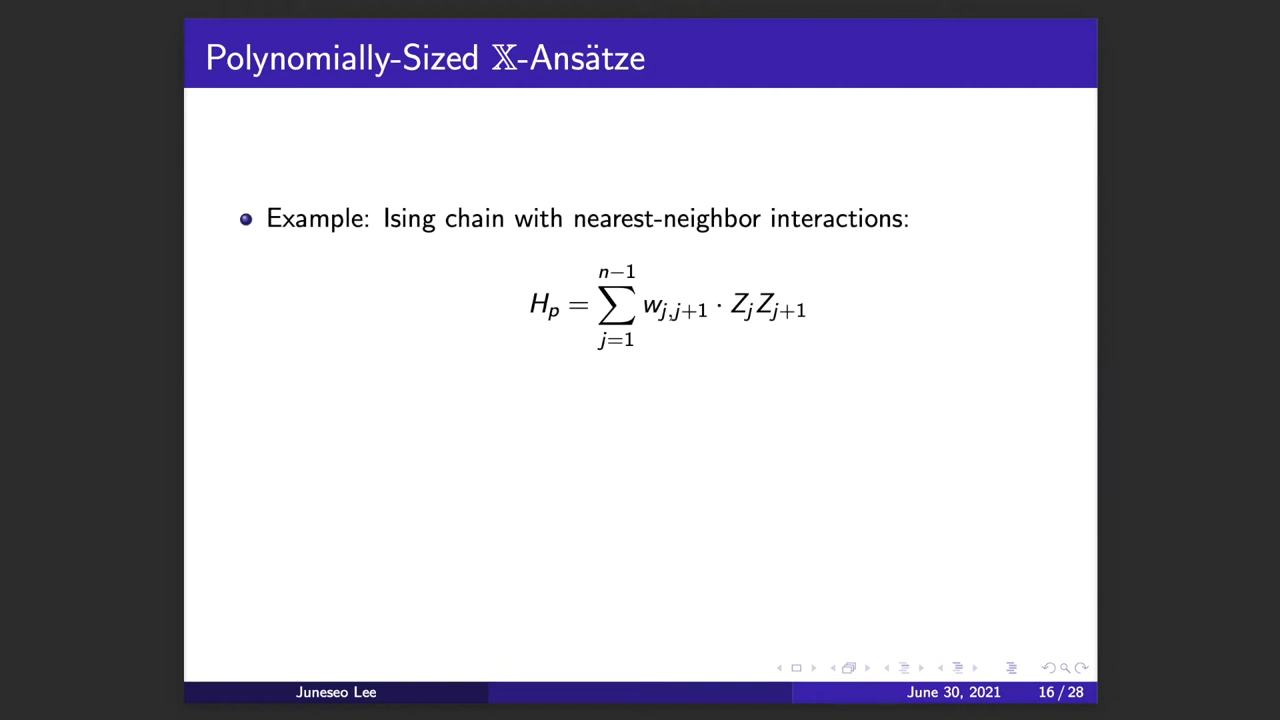 Polynomially-Sized 𝕏-Ansätze
Example: Ising chain with nearest-neighbor interactions:
H_p = \sum_{j=1}^{n-1} w_{j,j+1} · Z_j Z_{j+1}
Juneseo Lee June 30, 2021 16 / 28